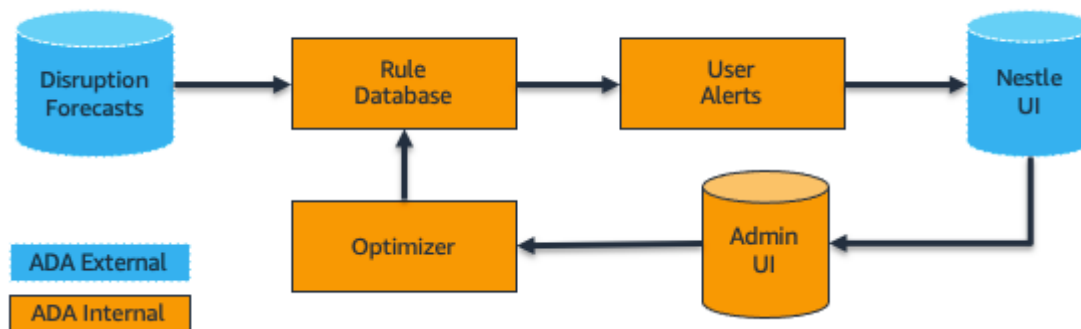 Disruption
Forecasts
Rule
Database
User
Alerts
Nestle
UI
Optimizer
Admin
UI
ADA External
ADA Internal